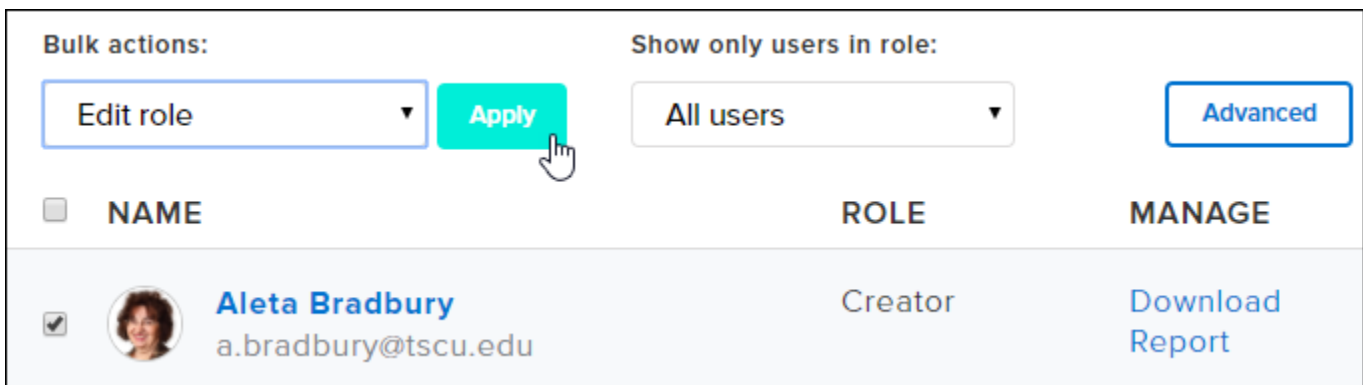 Bulk actions:
Show only users in role:
Edit role
Apply
All users
Advanced
NAME
ROLE
MANAGE
Aleta Bradbury
Creator
Download
a.bradbury@tscu.edu
Report